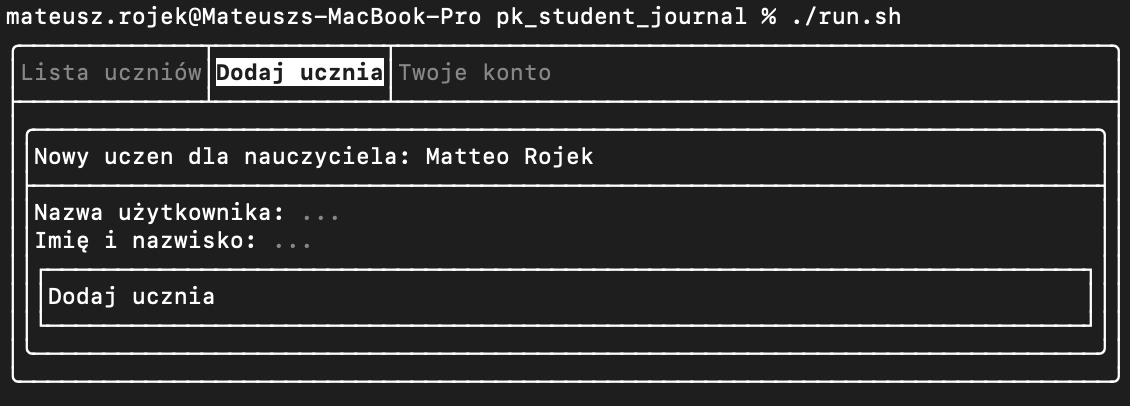 mateusz.rojek@Mateuszs-MacBook-Pro pk_student_journal % ./run.sh
Lista uczniów Dodaj ucznia Twoje konto
Nowy uczen dla nauczyciela: Matteo Rojek
Nazwa użytkownika: ...
Imię i nazwisko: ...
Dodaj ucznia